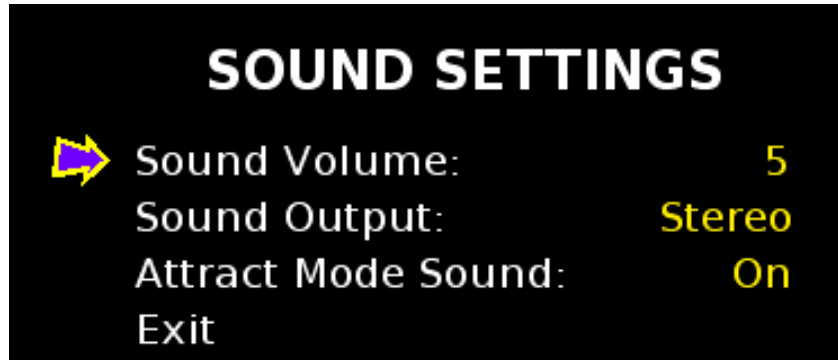 SOUND SETTINGS
Sound Volume: 5
Sound Output: Stereo
Attract Mode Sound: On
Exit